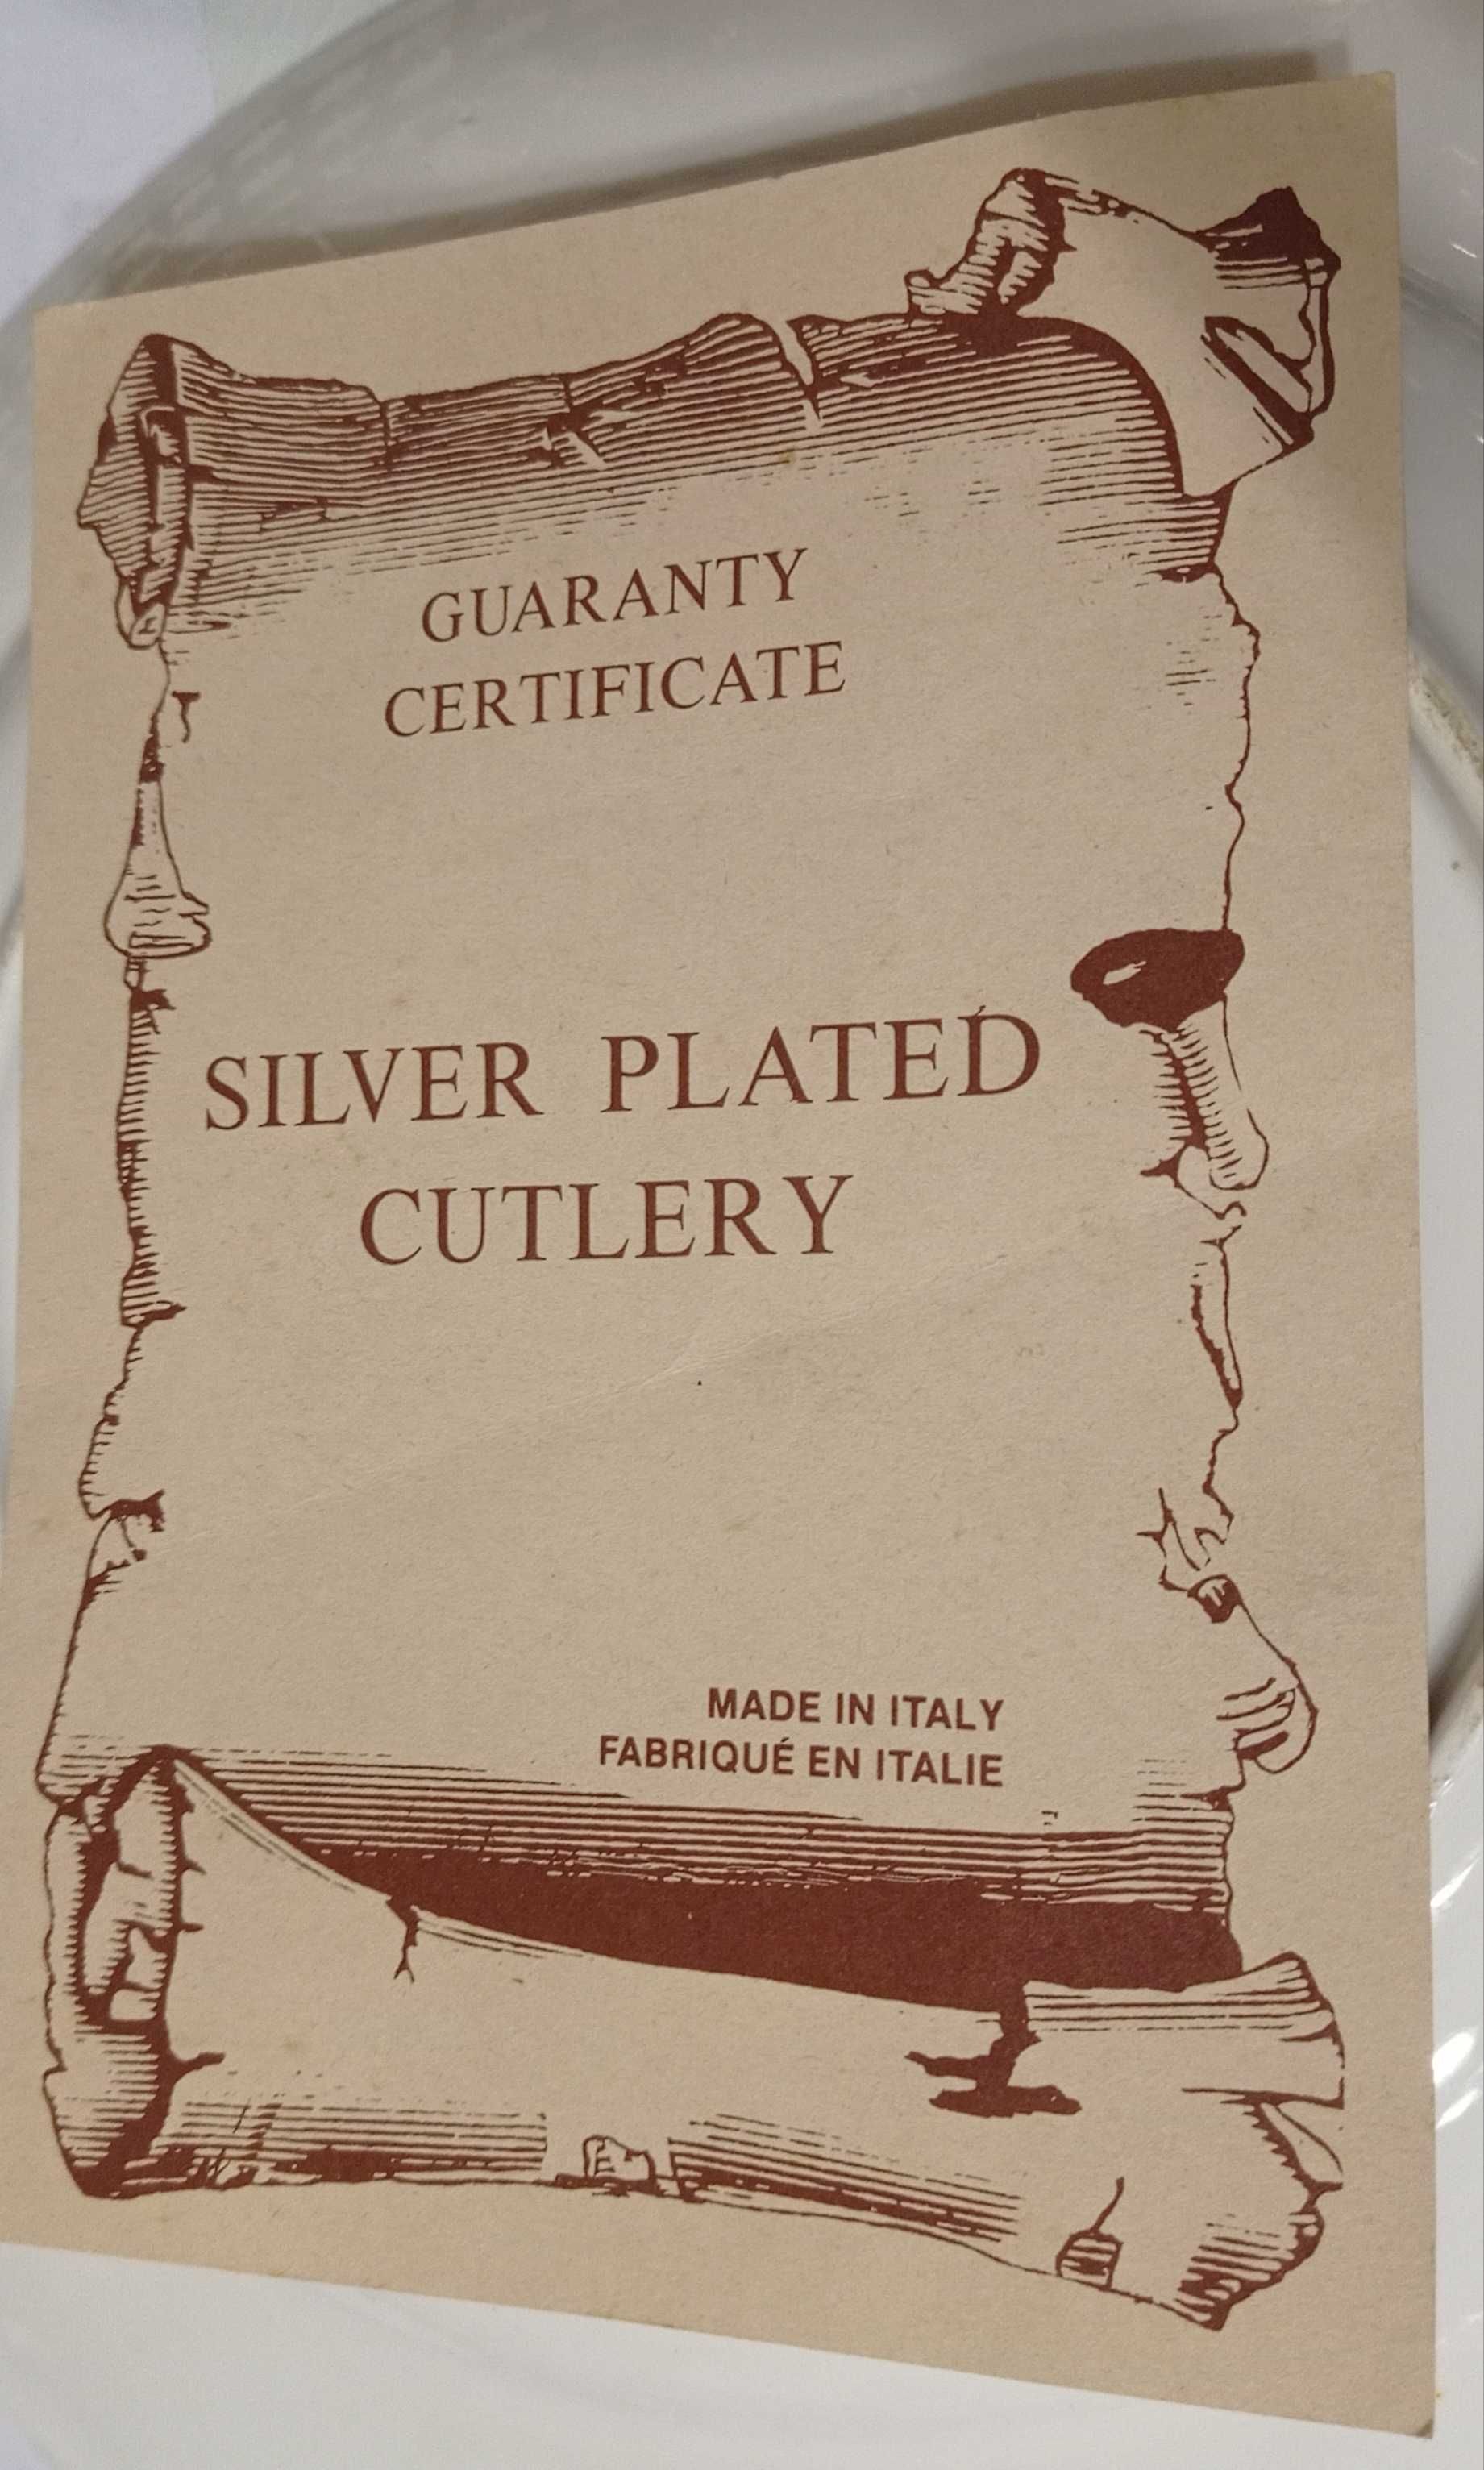 GUARANTY
CERTIFICATE
SILVER PLATED
CUTLERY
MADE IN ITALY
FABRIQUÉ EN ITALIE